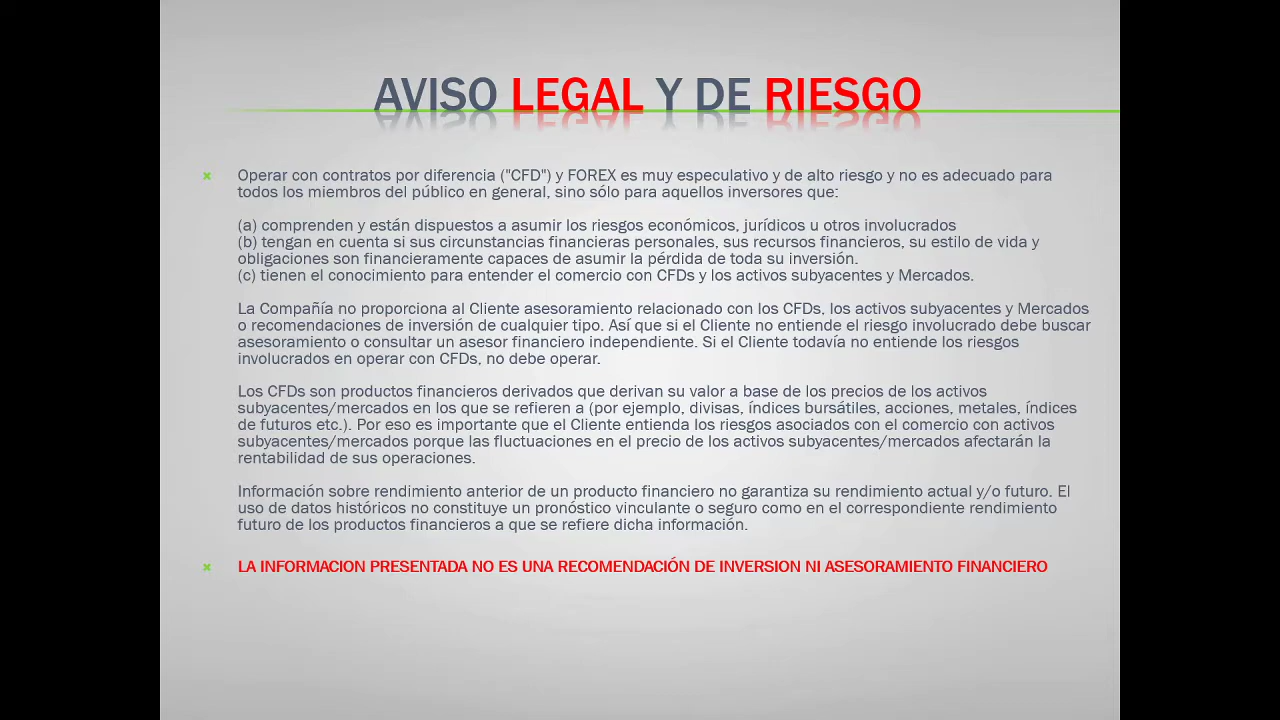 AVISO LEGAL Y DE RIESGO
Operar con contratos por diferencia ("CFD") y FOREX es muy especulativo y de alto riesgo y no es adecuado para
todos los miembros del público en general, sino sólo para aquellos inversores que:
(a) comprenden y están dispuestos a asumir los riesgos económicos, jurídicos u otros involucrados
(b) tengan en cuenta si sus circunstancias financieras personales, sus recursos financieros, su estilo de vida y
obligaciones son financieramente capaces de asumir la pérdida de toda su inversión.
(c) tienen el conocimiento para entender el comercio con CFDs y los activos subyacentes y Mercados.
La Compañía no proporciona al Cliente asesoramiento relacionado con los CFDs, los activos subyacentes y Mercados
o recomendaciones de inversión de cualquier tipo. Así que si el Cliente no entiende el riesgo involucrado debe buscar
asesoramiento o consultar un asesor financiero independiente. Si el Cliente todavía no entiende los riesgos
involucrados en operar con CFDs, no debe operar.
Los CFDs son productos financieros derivados que derivan su valor a base de los precios de los activos
subyacentes/mercados en los que se refieren a (por ejemplo, divisas, índices bursátiles, acciones, metales, índices
de futuros etc.). Por eso es importante que el Cliente entienda los riesgos asociados con el comercio con activos
subyacentes/mercados porque las fluctuaciones en el precio de los activos subyacentes/mercados afectarán la
rentabilidad de sus operaciones.
Información sobre rendimiento anterior de un producto financiero no garantiza su rendimiento actual y/o futuro. El
uso de datos históricos no constituye un pronóstico vinculante o seguro como en el correspondiente rendimiento
futuro de los productos financieros a que se refiere dicha información.
LA INFORMACION PRESENTADA NO ES UNA RECOMENDACIÓN DE INVERSION NI ASESORAMIENTO FINANCIERO